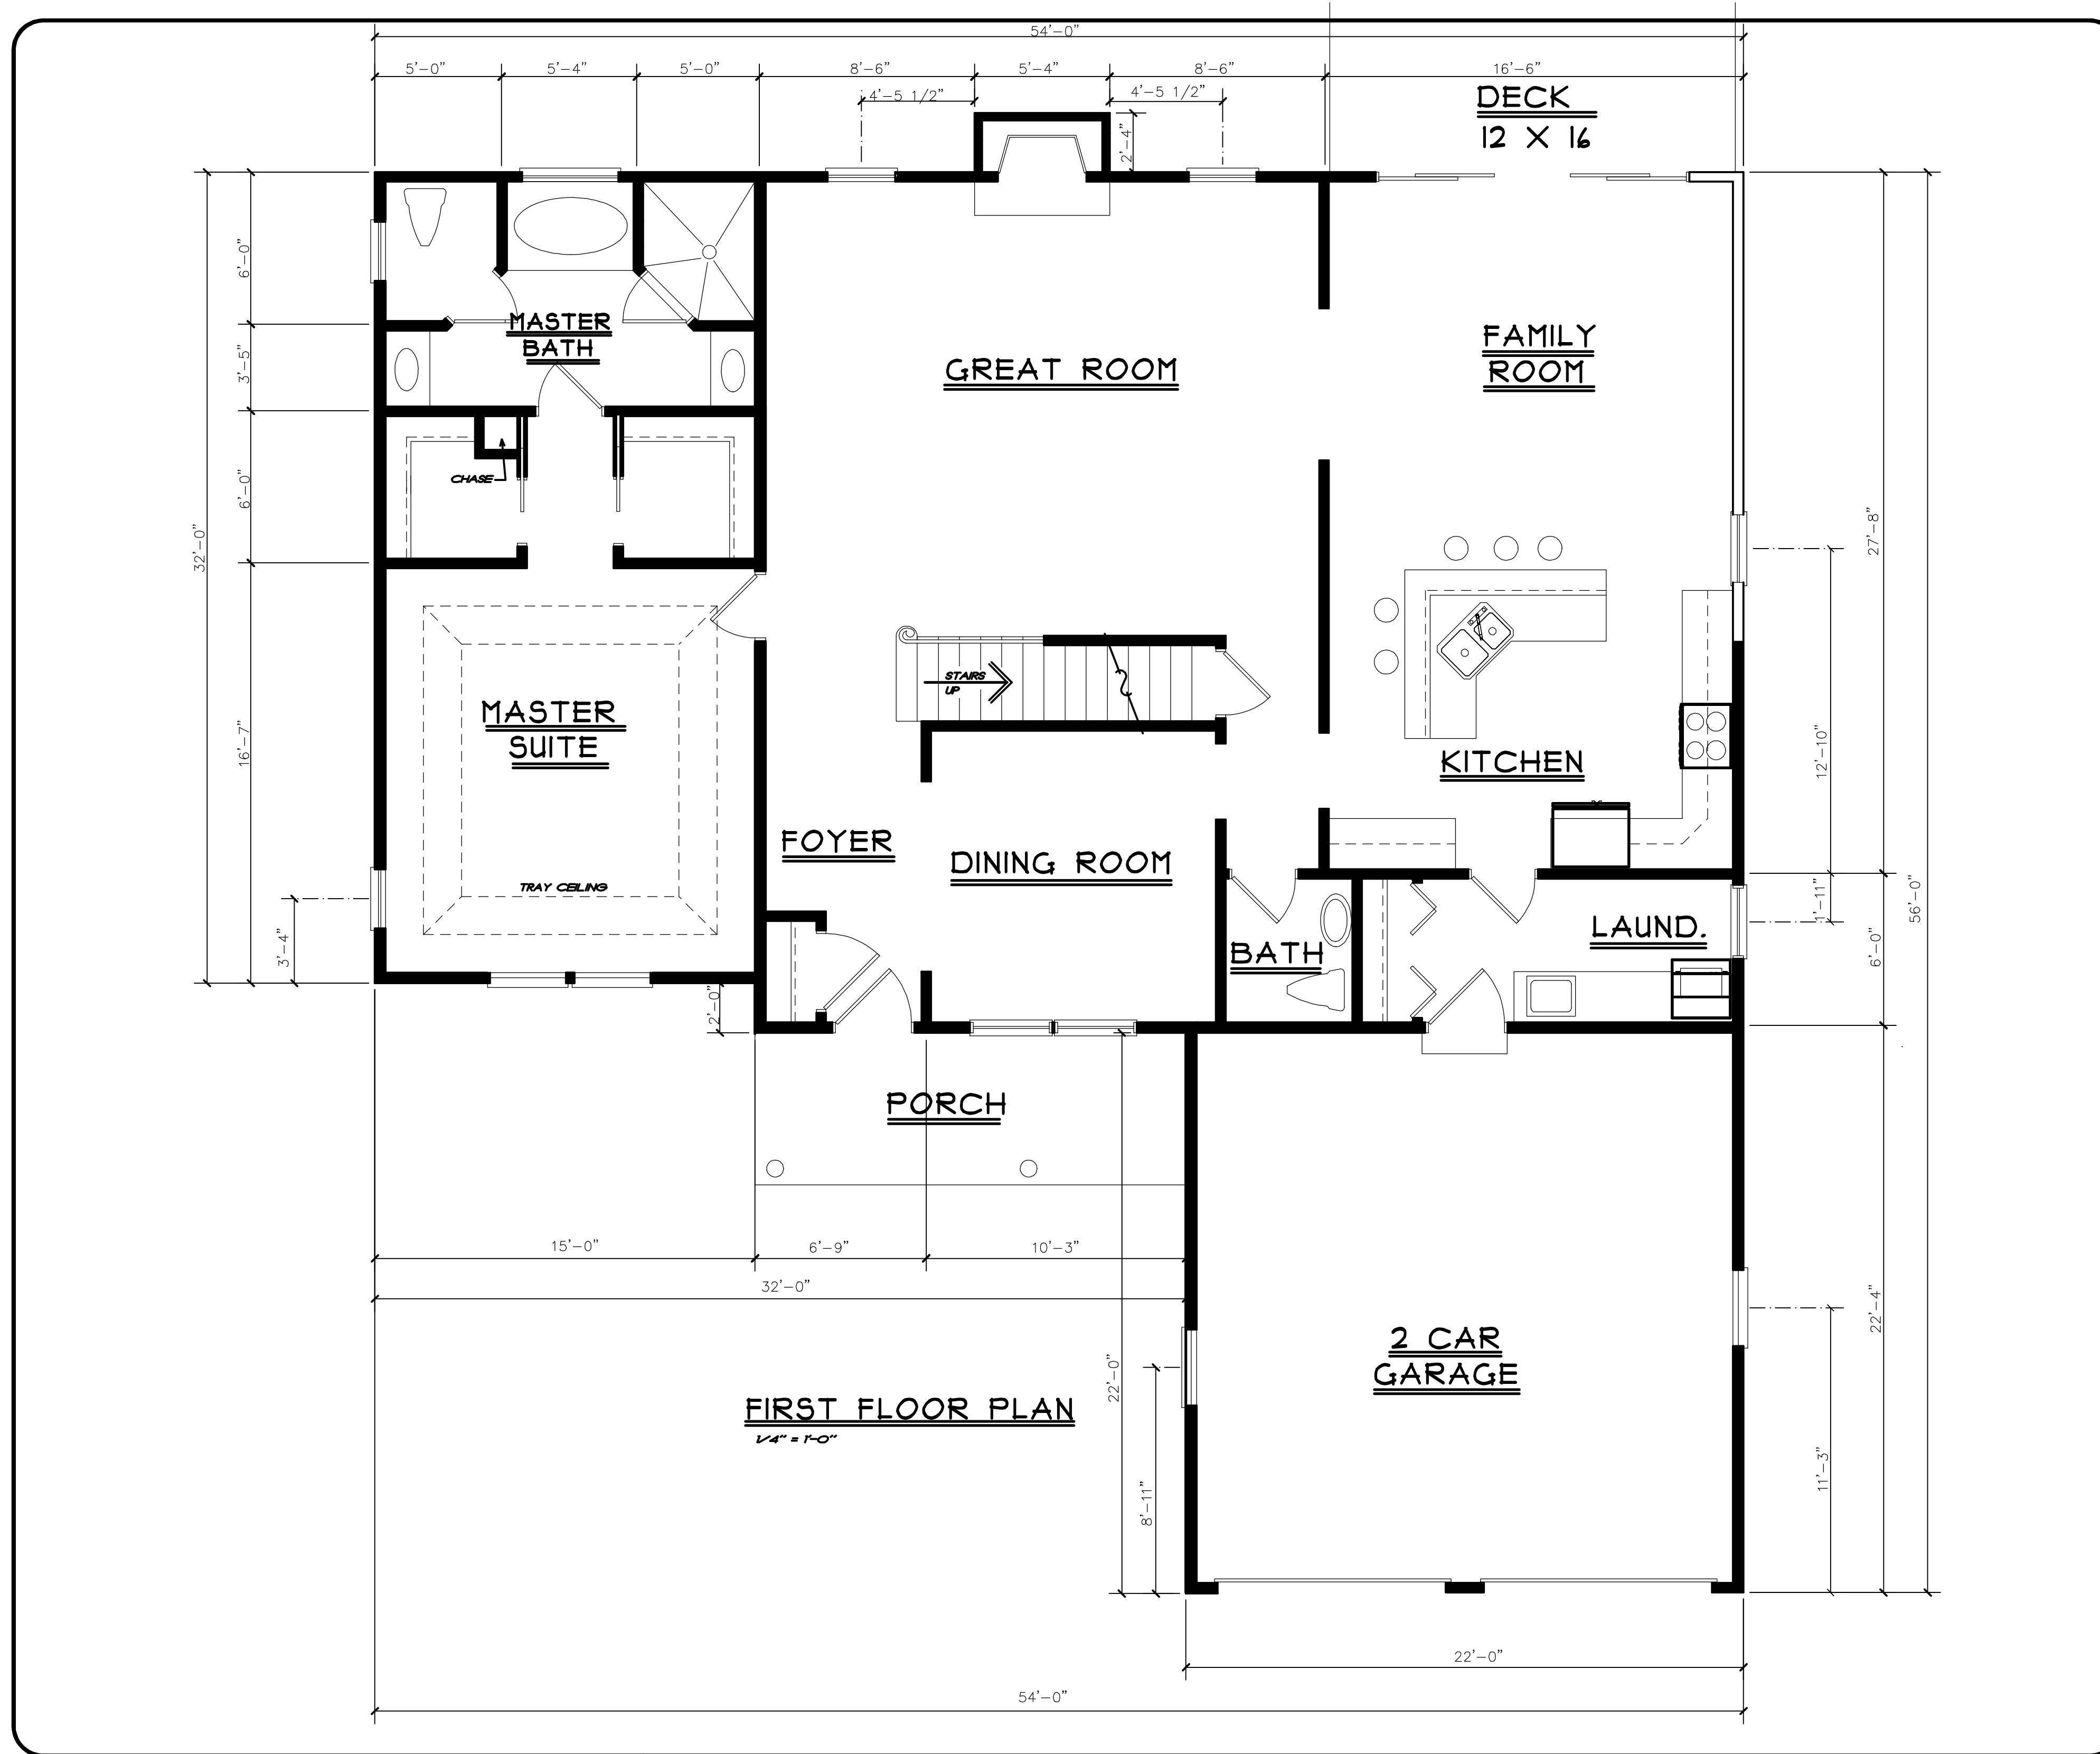 54'-0"
5'-0" 5'-4" 5'-0" 8'-6" 5'-4" 8'-6" 16'-6"
4'-5 1/2" 4'-5 1/2"
DECK
12 X 16
2'-4"
6'-0"
MASTER
BATH
3'-5"
GREAT ROOM
FAMILY
ROOM
CHASE
6'-0"
32'-0"
27'-8"
STAIRS
UP
MASTER
SUITE
16'-7"
KITCHEN
12'-10"
FOYER
DINING ROOM
TRAY CEILING
1'-11"
56'-0"
LAUND.
BATH
3'-4"
6'-0"
2'-0"
PORCH
15'-0" 6'-9" 10'-3"
32'-0"
22'-4"
2 CAR
GARAGE
22'-0"
FIRST FLOOR PLAN
1/4" = 1'-0"
11'-3"
8'-11"
22'-0"
54'-0"